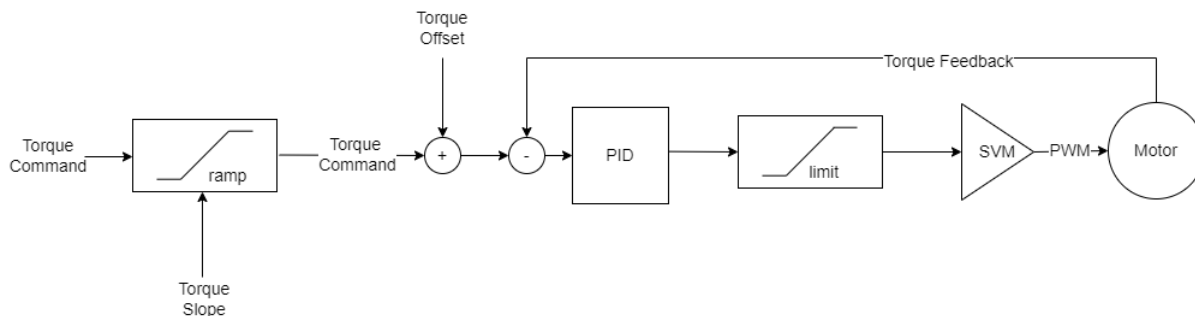 Torque
Offset
Torque Feedback
Torque
Command
ramp
Torque
Command
+
-
PID
limit
SVM
PWM
Motor
Torque
Slope